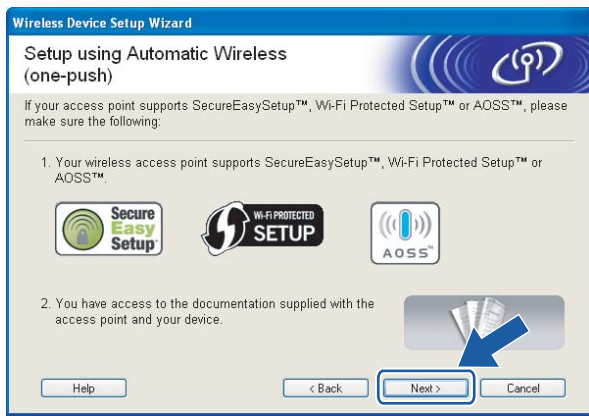 Wireless Device Setup Wizard
Setup using Automatic Wireless
(one-push)
If your access point supports SecureEasySetup™, Wi-Fi Protected Setup™ or AOSS™, please
make sure the following:
1. Your wireless access point supports SecureEasySetup™, Wi-Fi Protected Setup™ or
AOSS™.
Secure
Easy
Setup™
Wi-Fi PROTECTED
SETUP
AOSS™
2. You have access to the documentation supplied with the
access point and your device.
Help
< Back
Next >
Cancel